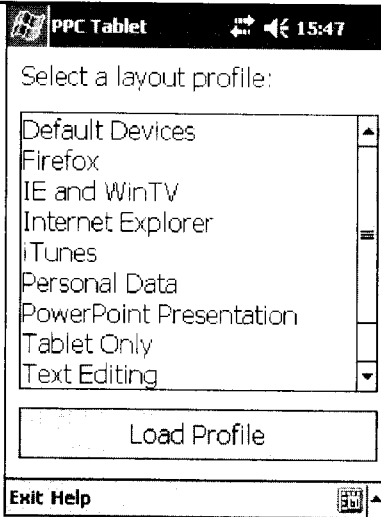 PPC Tablet 15:47
Select a layout profile:
Default Devices
Firefox
IE and WinTV
Internet Explorer
iTunes
Personal Data
PowerPoint Presentation
Tablet Only
Text Editing
Load Profile
Exit Help